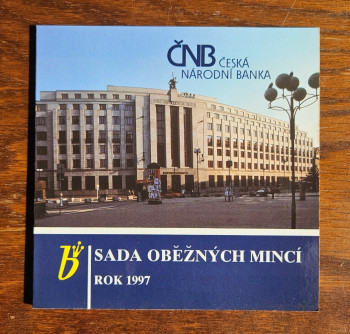 ČNB ČESKÁ
NÁRODNÍ BANKA
SADA OBĚŽNÝCH MINCÍ
ROK 1997